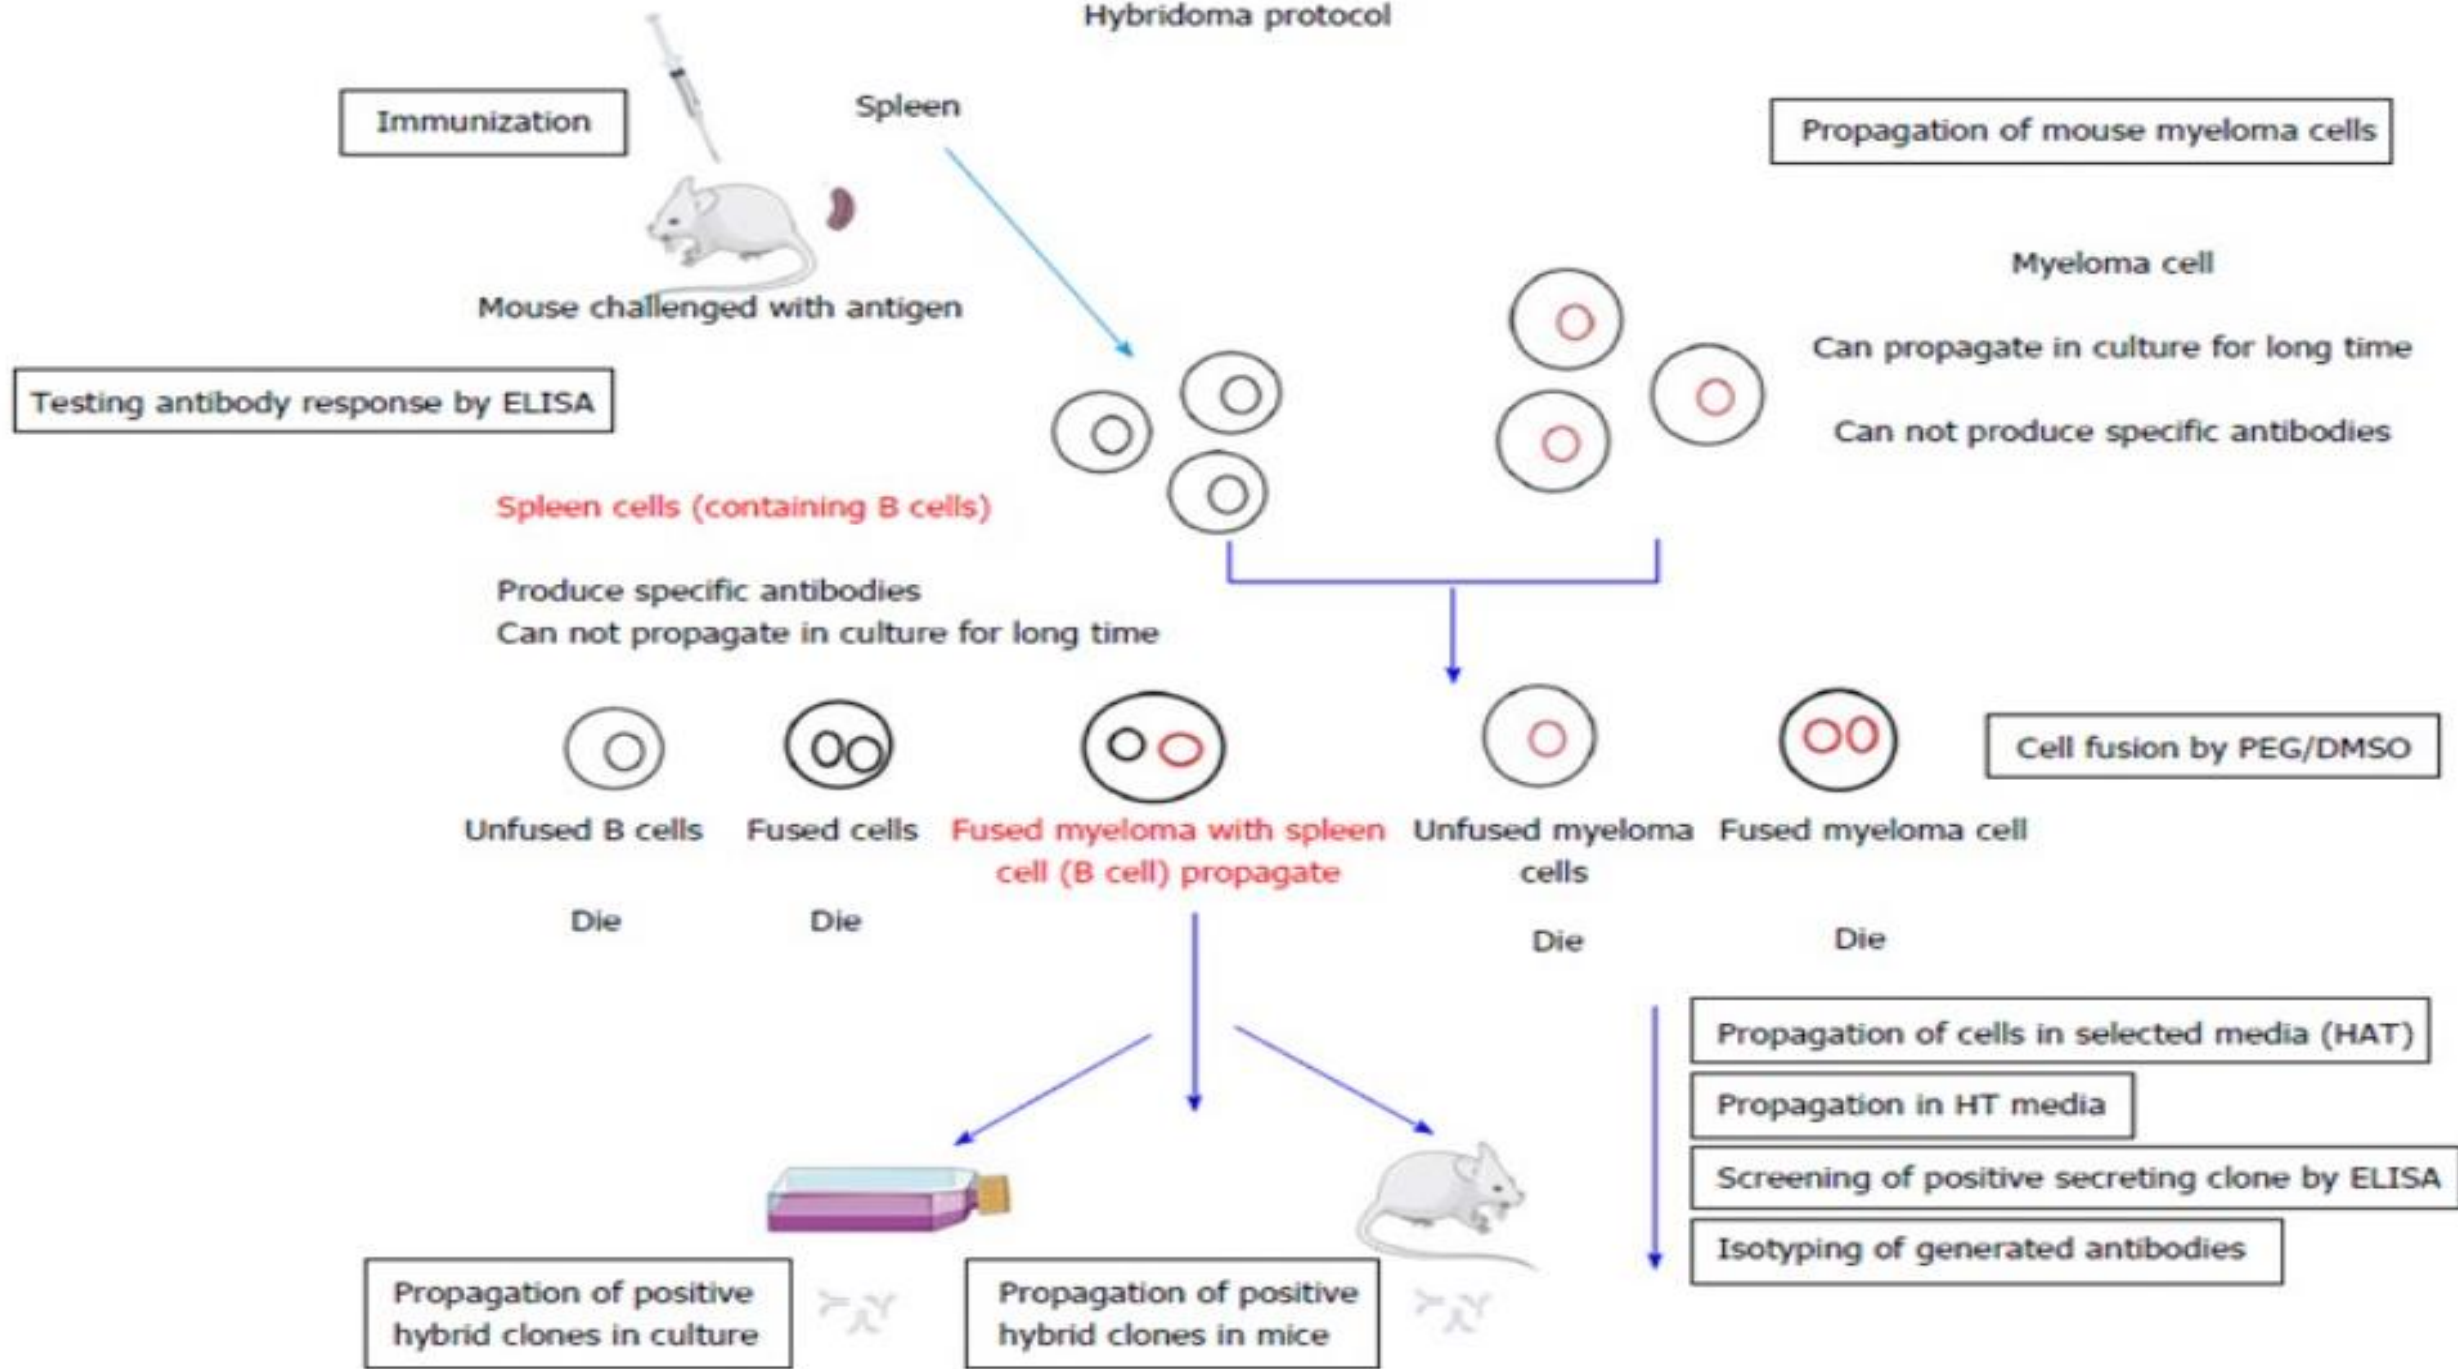 Hybridoma protocol
Immunization
Spleen
Propagation of mouse myeloma cells
Mouse challenged with antigen
Myeloma cell
Can propagate in culture for long time
Can not produce specific antibodies
Testing antibody response by ELISA
Spleen cells (containing B cells)
Produce specific antibodies
Can not propagate in culture for long time
Unfused B cells
Die
Fused cells
Die
Fused myeloma with spleen
cell (B cell) propagate
Unfused myeloma
cells
Die
Fused myeloma cell
Die
Cell fusion by PEG/DMSO
Propagation of cells in selected media (HAT)
Propagation in HT media
Screening of positive secreting clone by ELISA
Isotyping of generated antibodies
Propagation of positive
hybrid clones in culture
Propagation of positive
hybrid clones in mice